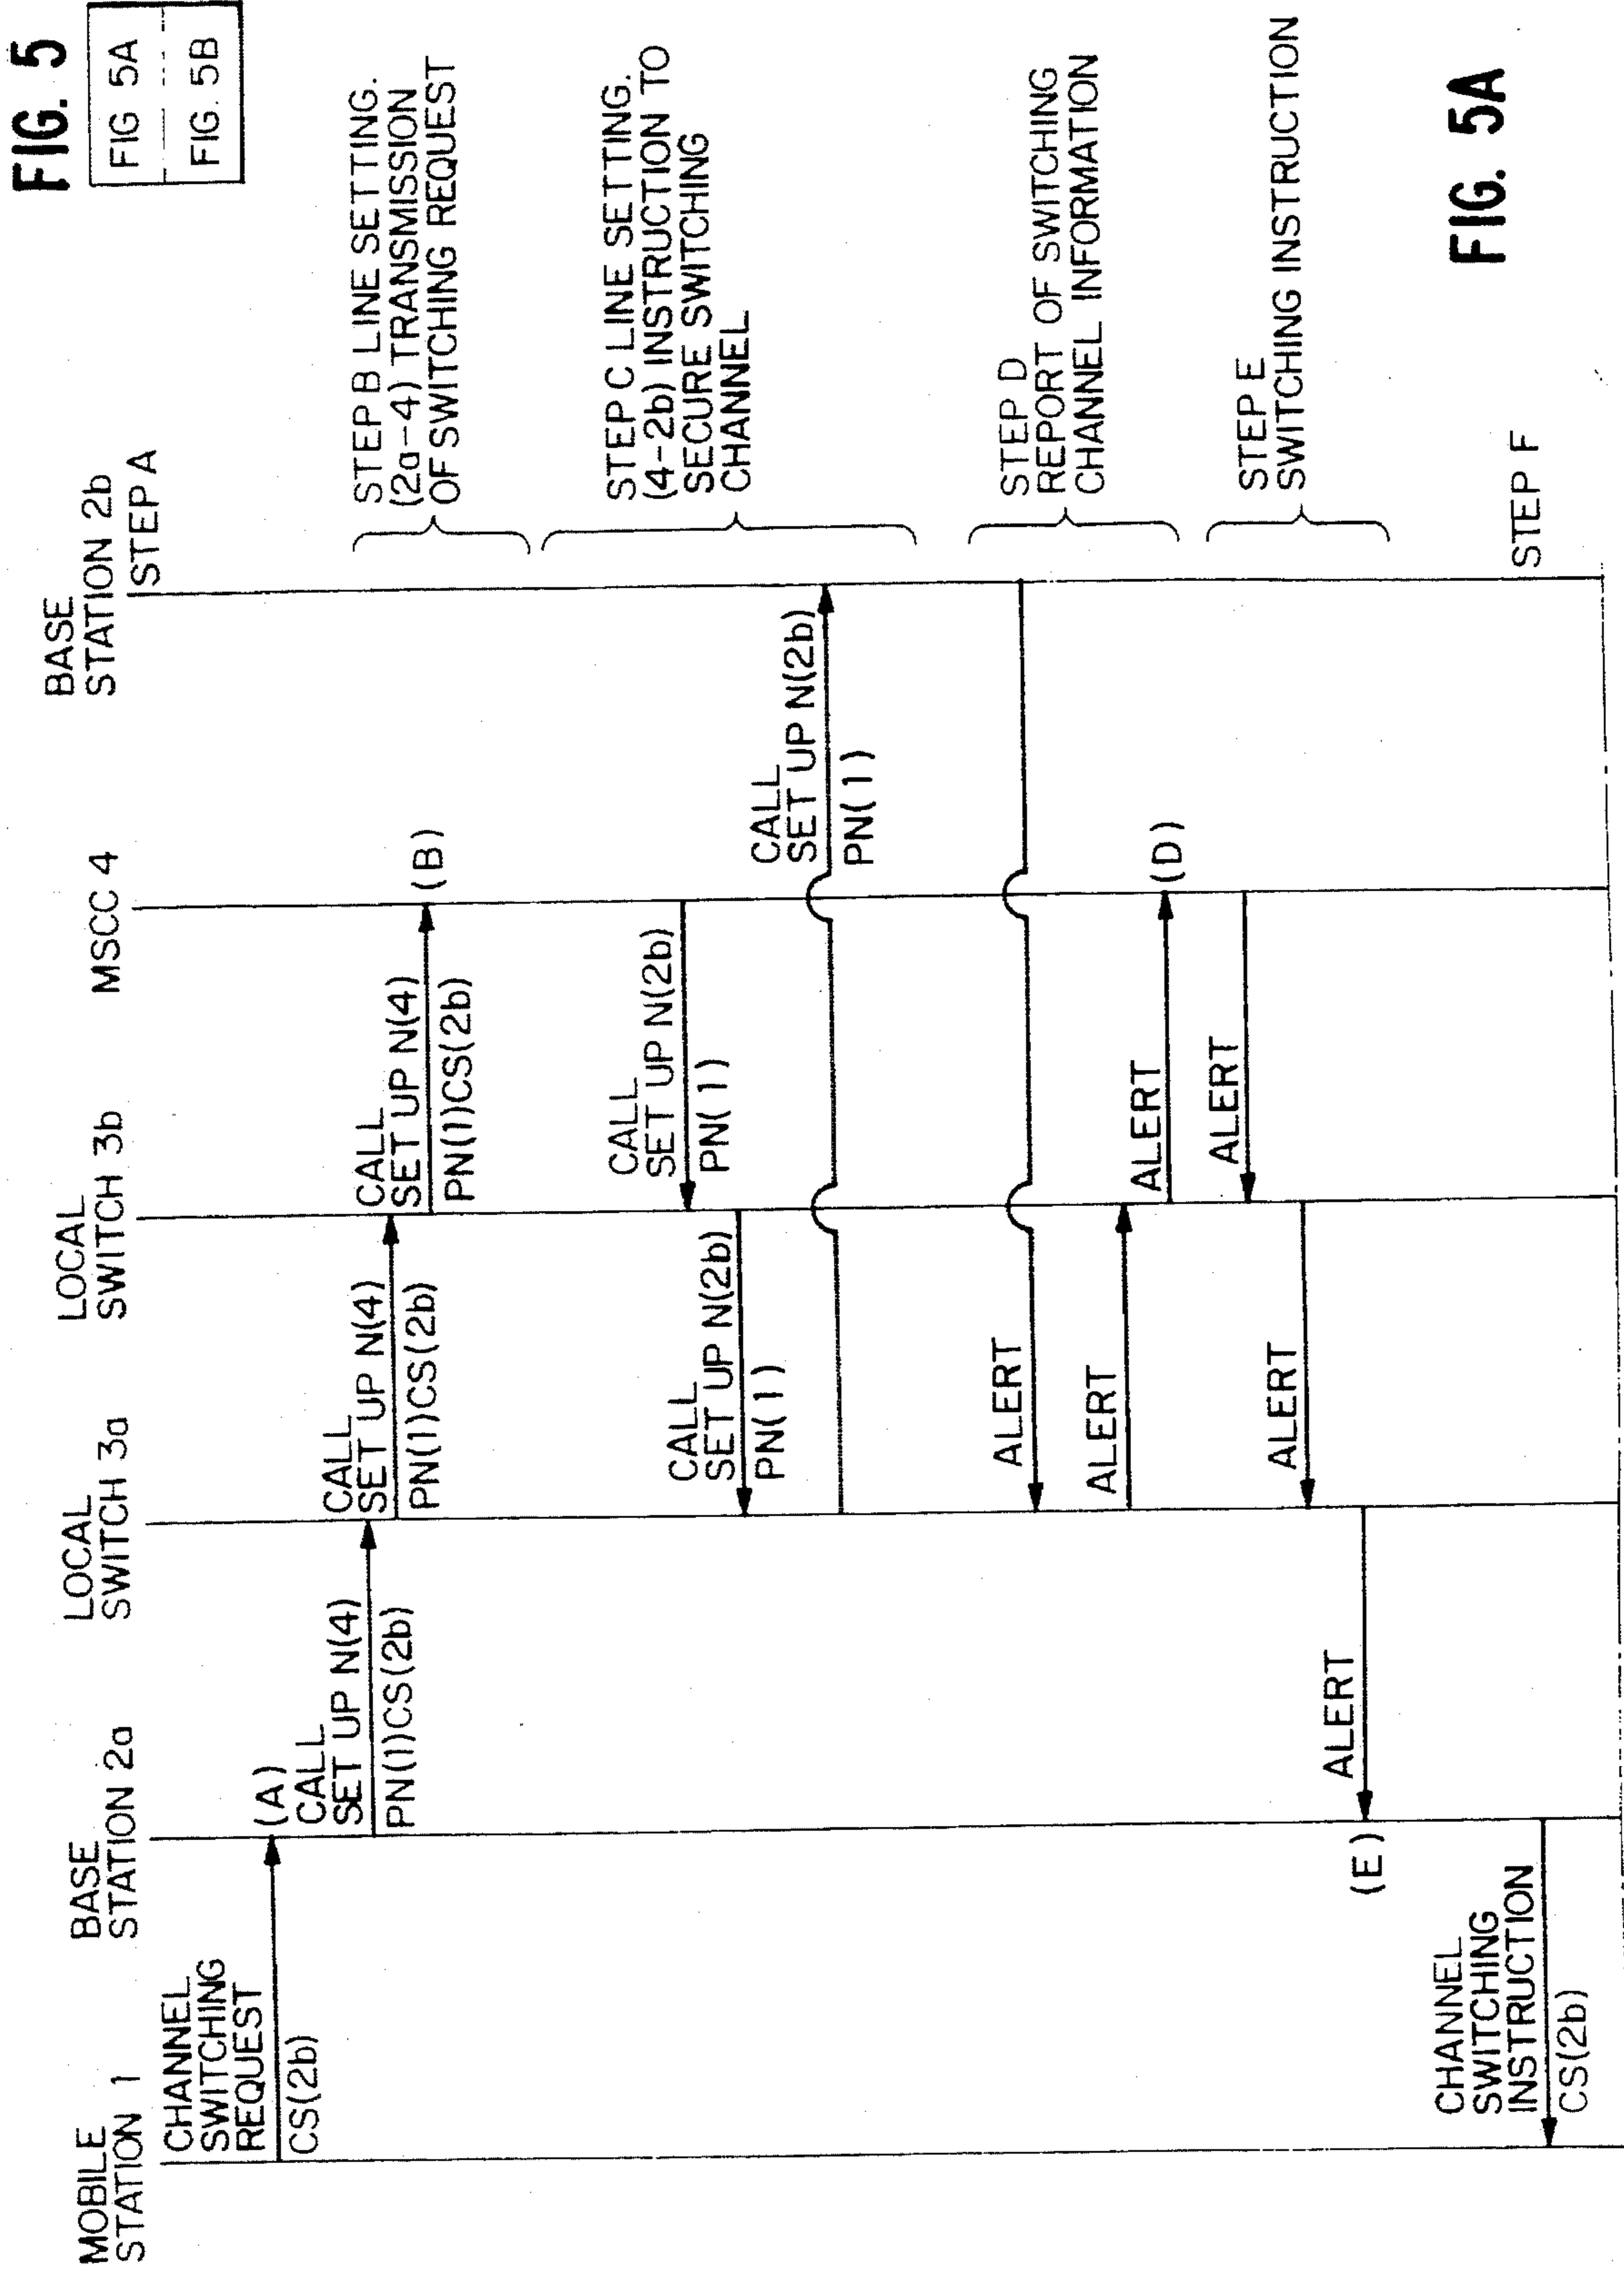 FIG. 5
FIG 5A
FIG. 5B
MOBILE
STATION 1
BASE
STATION 2a
LOCAL
SWITCH 3a
LOCAL
SWITCH 3b
MSCC 4
BASE
STATION 2b
STEP A
CHANNEL
SWITCHING
REQUEST
CS(2b)
(A)
CALL
SET UP N(4)
PN(1)CS(2b)
CALL
SET UP N(4)
PN(1)CS(2b)
CALL
SET UP N(4)
PN(1)CS(2b)
(B)
STEP B LINE SETTING.
(2a-4) TRANSMISSION
OF SWITCHING REQUEST
CALL
SET UP N(2b)
PN(1)
CALL
SET UP N(2b)
PN(1)
CALL
SET UP N(2b)
PN(1)
STEP C LINE SETTING.
(4-2b) INSTRUCTION TO
SECURE SWITCHING
CHANNEL
ALERT
ALERT
ALERT
(D)
STEP D
REPORT OF SWITCHING
CHANNEL INFORMATION
ALERT
ALERT
ALERT
(E)
STEP E
SWITCHING INSTRUCTION
CHANNEL
SWITCHING
INSTRUCTION
CS(2b)
STEP F
FIG. 5A